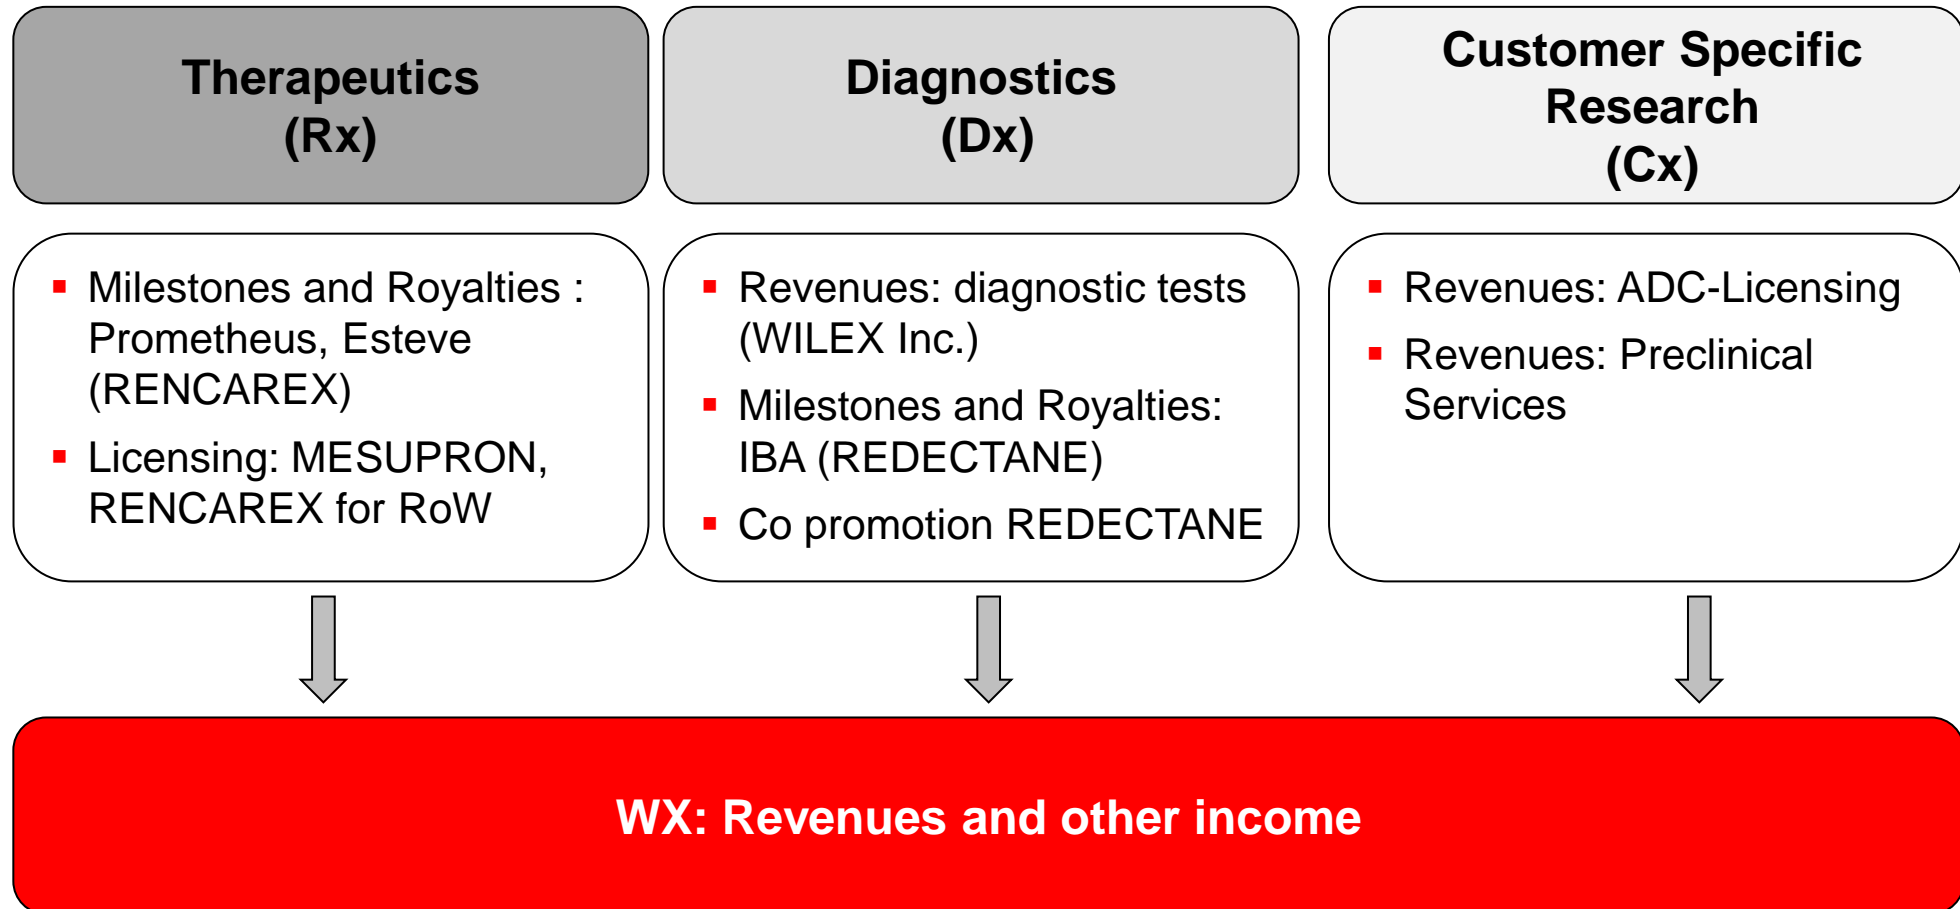 Therapeutics
(Rx)
Diagnostics
(Dx)
Customer Specific
Research
(Cx)
Milestones and Royalties :
Prometheus, Esteve
(RENCAREX)
Licensing: MESUPRON,
RENCAREX for RoW
Revenues: diagnostic tests
(WILEX Inc.)
Milestones and Royalties:
IBA (REDECTANE)
Co promotion REDECTANE
Revenues: ADC-Licensing
Revenues: Preclinical
Services
WX: Revenues and other income